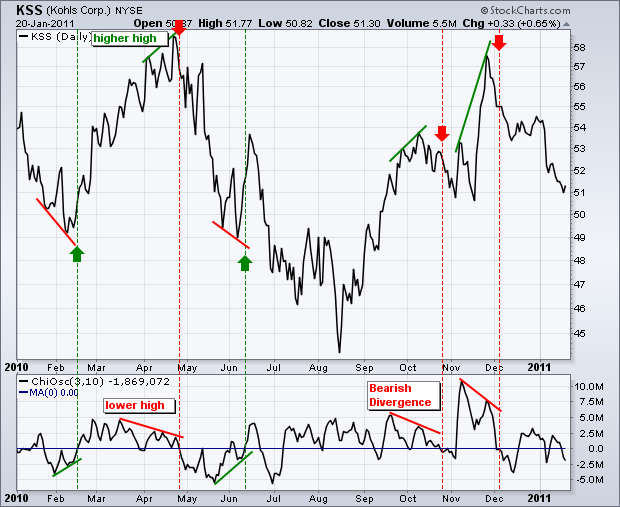 KSS (Kohls Corp.) NYSE © StockCharts.com
20-Jan-2011 Open 50.87 High 51.77 Low 50.82 Close 51.30 Volume 5.5M Chg +0.33 (+0.65%)
KSS (Daily)
higher high
58
57
56
55
54
53
52
51
50
49
48
47
46
45
2010 Feb Mar Apr May Jun Jul Aug Sep Oct Nov Dec 2011
ChiOsc(3,10) -1,869,072
MA(0) 0.00
lower high
Bearish
Divergence
10.0M
7.5M
5.0M
2.5M
0.0
-2.5M
-5.0M
2010 Feb Mar Apr May Jun Jul Aug Sep Oct Nov Dec 2011